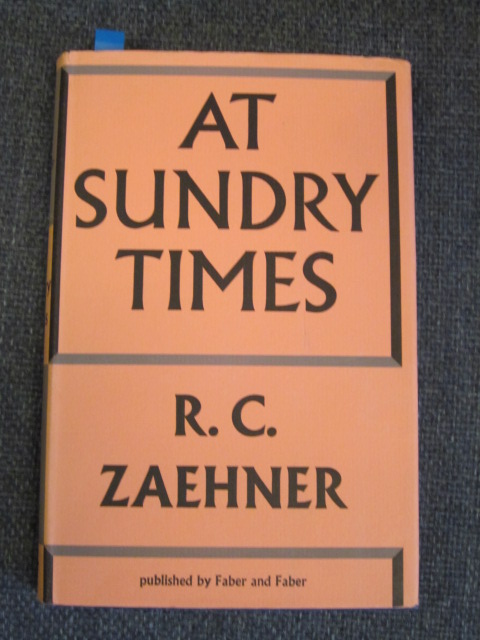 AT
SUNDRY
TIMES
R. C.
ZAEHNER
published by Faber and Faber